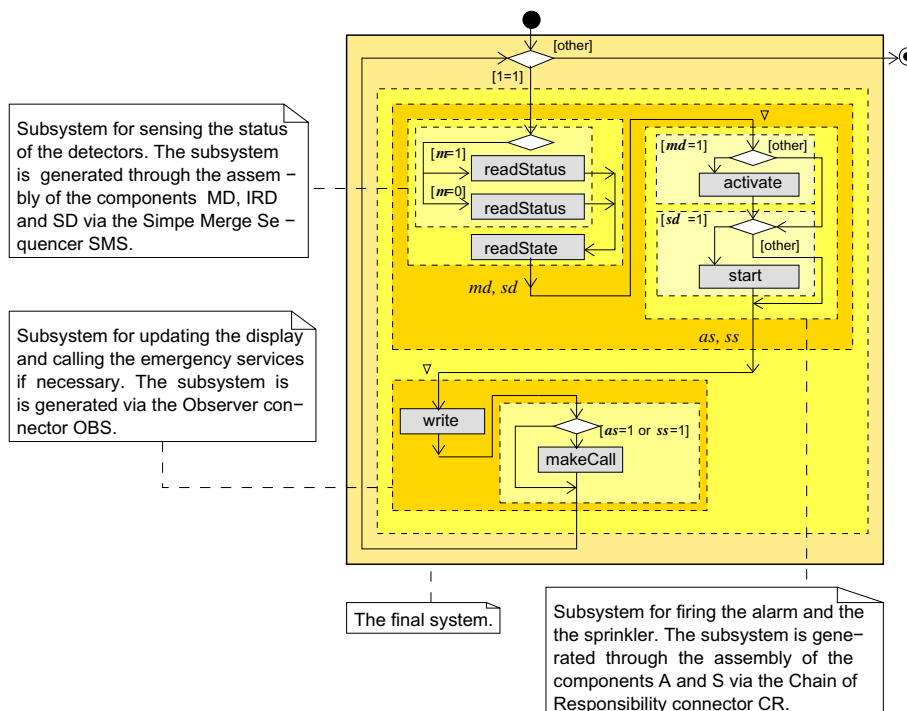 [other]
[1=1]
Subsystem for sensing the status
of the detectors. The subsystem
is generated through the assem −
bly of the components MD, IRD
and SD via the Simpe Merge Se −
quencer SMS.
[m=1]
readStatus
[m=0]
readStatus
readState
md, sd
∇
[md=1]
[other]
activate
[sd =1]
[other]
start
as, ss
Subsystem for updating the display
and calling the emergency services
if necessary. The subsystem is
is generated via the Observer con−
nector OBS.
∇
write
[as=1 or ss=1]
makeCall
The final system.
Subsystem for firing the alarm and the
the sprinkler. The subsystem is gene−
rated through the assembly of the
components A and S via the Chain of
Responsibility connector CR.